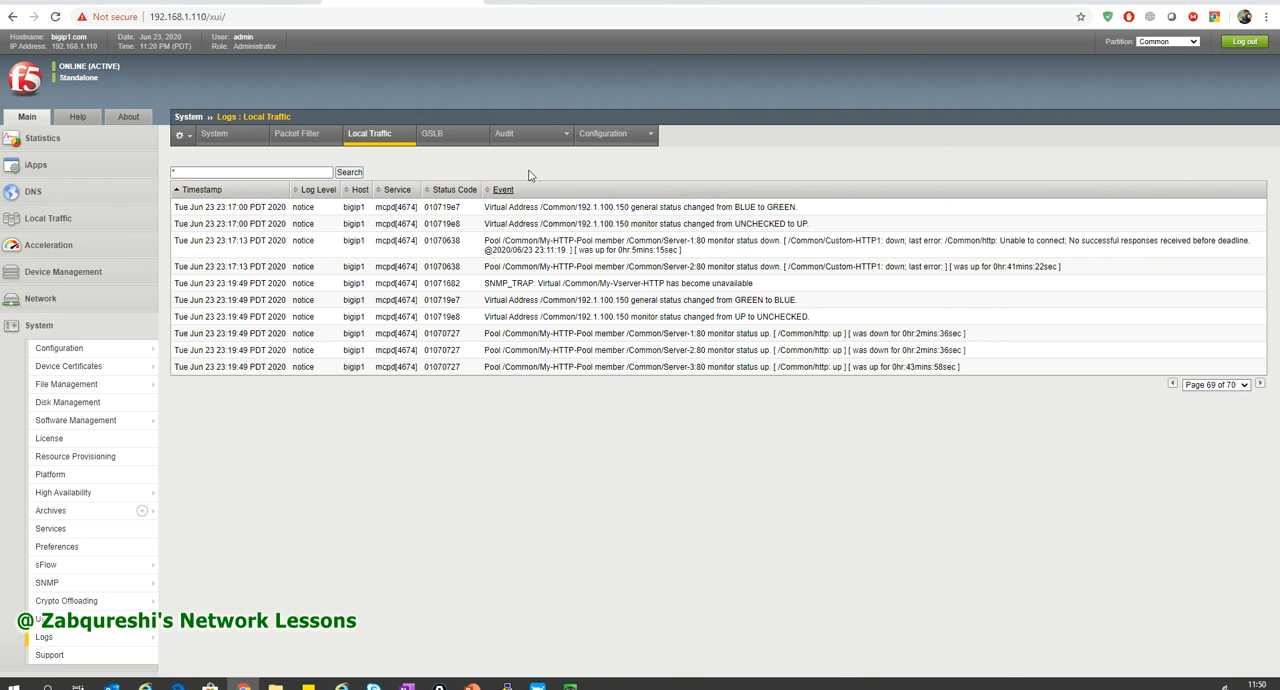 Not secure 192.168.1.110/xui/
Hostname: bigip1.com Date: Jun 23, 2020 User: admin
IP Address: 192.168.1.110 Time: 11:20 PM (PDT) Role: Administrator
Partition: Common Log out
f5
ONLINE (ACTIVE)
Standalone
Main Help About
System » Logs : Local Traffic
System Packet Filter Local Traffic GSLB Audit Configuration
Statistics
iApps
DNS
Local Traffic
Acceleration
Device Management
Network
System
Configuration
Device Certificates
File Management
Disk Management
Software Management
License
Resource Provisioning
Platform
High Availability
Archives
Services
Preferences
sFlow
SNMP
Crypto Offloading
Logs
Support
* Search
Timestamp Log Level Host Service Status Code Event
Tue Jun 23 23:17:00 PDT 2020 notice bigip1 mcpd[4674] 010719e7 Virtual Address /Common/192.1.100.150 general status changed from BLUE to GREEN.
Tue Jun 23 23:17:00 PDT 2020 notice bigip1 mcpd[4674] 010719e8 Virtual Address /Common/192.1.100.150 monitor status changed from UNCHECKED to UP.
Tue Jun 23 23:17:13 PDT 2020 notice bigip1 mcpd[4674] 01070638 Pool /Common/My-HTTP-Pool member /Common/Server-1:80 monitor status down. [ /Common/Custom-HTTP1: down; last error: /Common/http: Unable to connect; No successful responses received before deadline.
@2020/06/23 23:11:19. ] [ was up for 0hr:5mins:15sec ]
Tue Jun 23 23:17:13 PDT 2020 notice bigip1 mcpd[4674] 01070638 Pool /Common/My-HTTP-Pool member /Common/Server-2:80 monitor status down. [ /Common/Custom-HTTP1: down; last error: ] [ was up for 0hr:41mins:22sec ]
Tue Jun 23 23:19:49 PDT 2020 notice bigip1 mcpd[4674] 01071682 SNMP_TRAP: Virtual /Common/My-Vserver-HTTP has become unavailable
Tue Jun 23 23:19:49 PDT 2020 notice bigip1 mcpd[4674] 010719e7 Virtual Address /Common/192.1.100.150 general status changed from GREEN to BLUE.
Tue Jun 23 23:19:49 PDT 2020 notice bigip1 mcpd[4674] 010719e8 Virtual Address /Common/192.1.100.150 monitor status changed from UP to UNCHECKED.
Tue Jun 23 23:19:49 PDT 2020 notice bigip1 mcpd[4674] 01070727 Pool /Common/My-HTTP-Pool member /Common/Server-1:80 monitor status up. [ /Common/http: up ] [ was down for 0hr:2mins:36sec ]
Tue Jun 23 23:19:49 PDT 2020 notice bigip1 mcpd[4674] 01070727 Pool /Common/My-HTTP-Pool member /Common/Server-2:80 monitor status up. [ /Common/http: up ] [ was down for 0hr:2mins:36sec ]
Tue Jun 23 23:19:49 PDT 2020 notice bigip1 mcpd[4674] 01070727 Pool /Common/My-HTTP-Pool member /Common/Server-3:80 monitor status up. [ /Common/http: up ] [ was up for 0hr:43mins:58sec ]
Page 69 of 70
@ Zabqureshi's Network Lessons
11:50